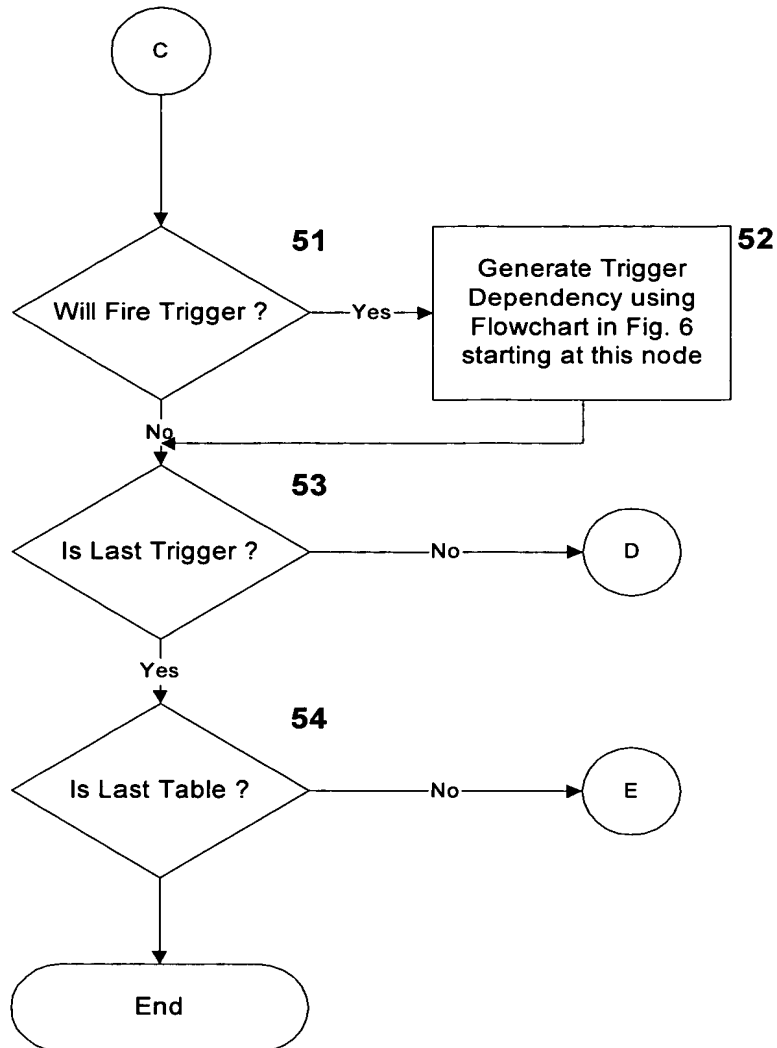 C
51
Will Fire Trigger ?
Yes
52
Generate Trigger
Dependency using
Flowchart in Fig. 6
starting at this node
No
53
Is Last Trigger ?
No
D
Yes
54
Is Last Table ?
No
E
End